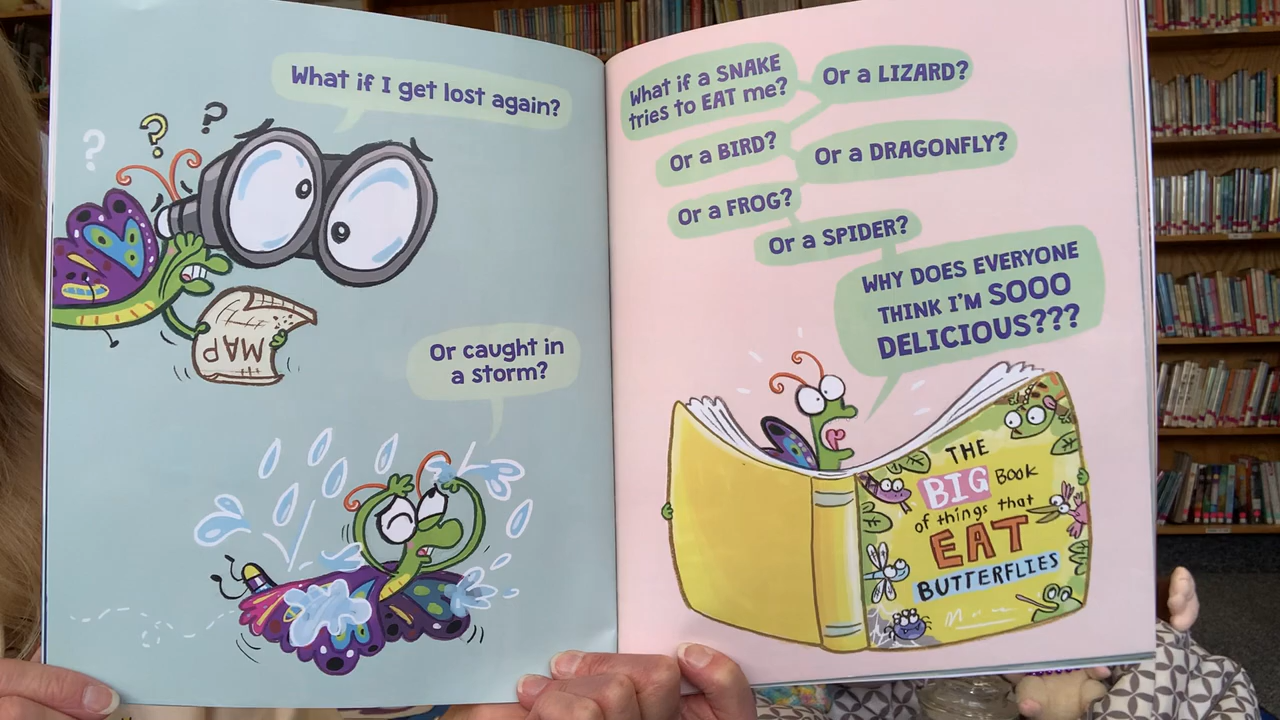 What if I get lost again?
? ? ?
MAP
Or caught in
a storm?
What if a SNAKE
tries to EAT me?
Or a LIZARD?
Or a BIRD?
Or a DRAGONFLY?
Or a FROG?
Or a SPIDER?
WHY DOES EVERYONE
THINK I'M SOOO
DELICIOUS???
THE
BIG BOOK
of things that
EAT
BUTTERFLIES